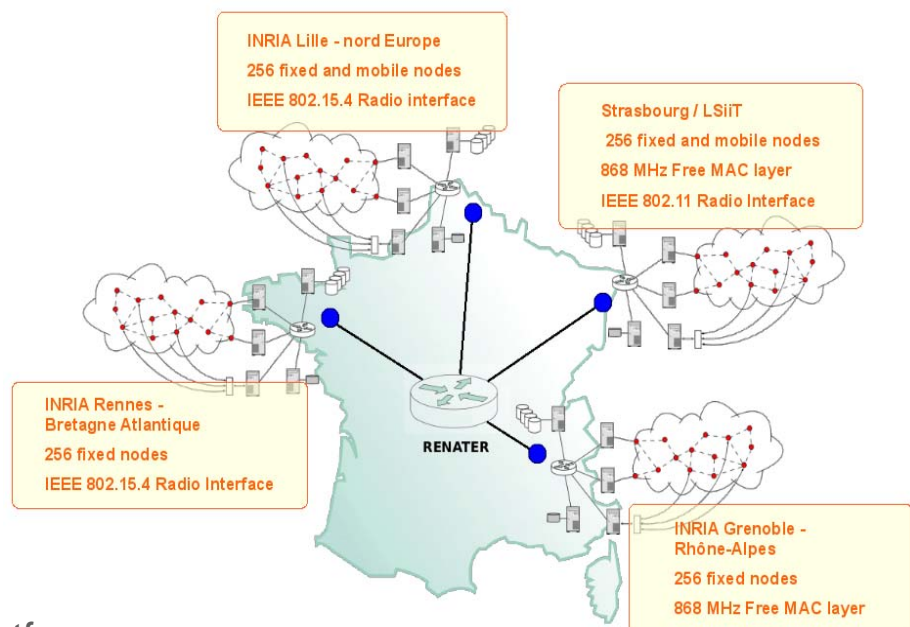 INRIA Lille - nord Europe
256 fixed and mobile nodes
IEEE 802.15.4 Radio interface
Strasbourg / LSiiT
256 fixed and mobile nodes
868 MHz Free MAC layer
IEEE 802.11 Radio Interface
INRIA Rennes -
Bretagne Atlantique
256 fixed nodes
IEEE 802.15.4 Radio Interface
RENATER
INRIA Grenoble -
Rhône-Alpes
256 fixed nodes
868 MHz Free MAC layer